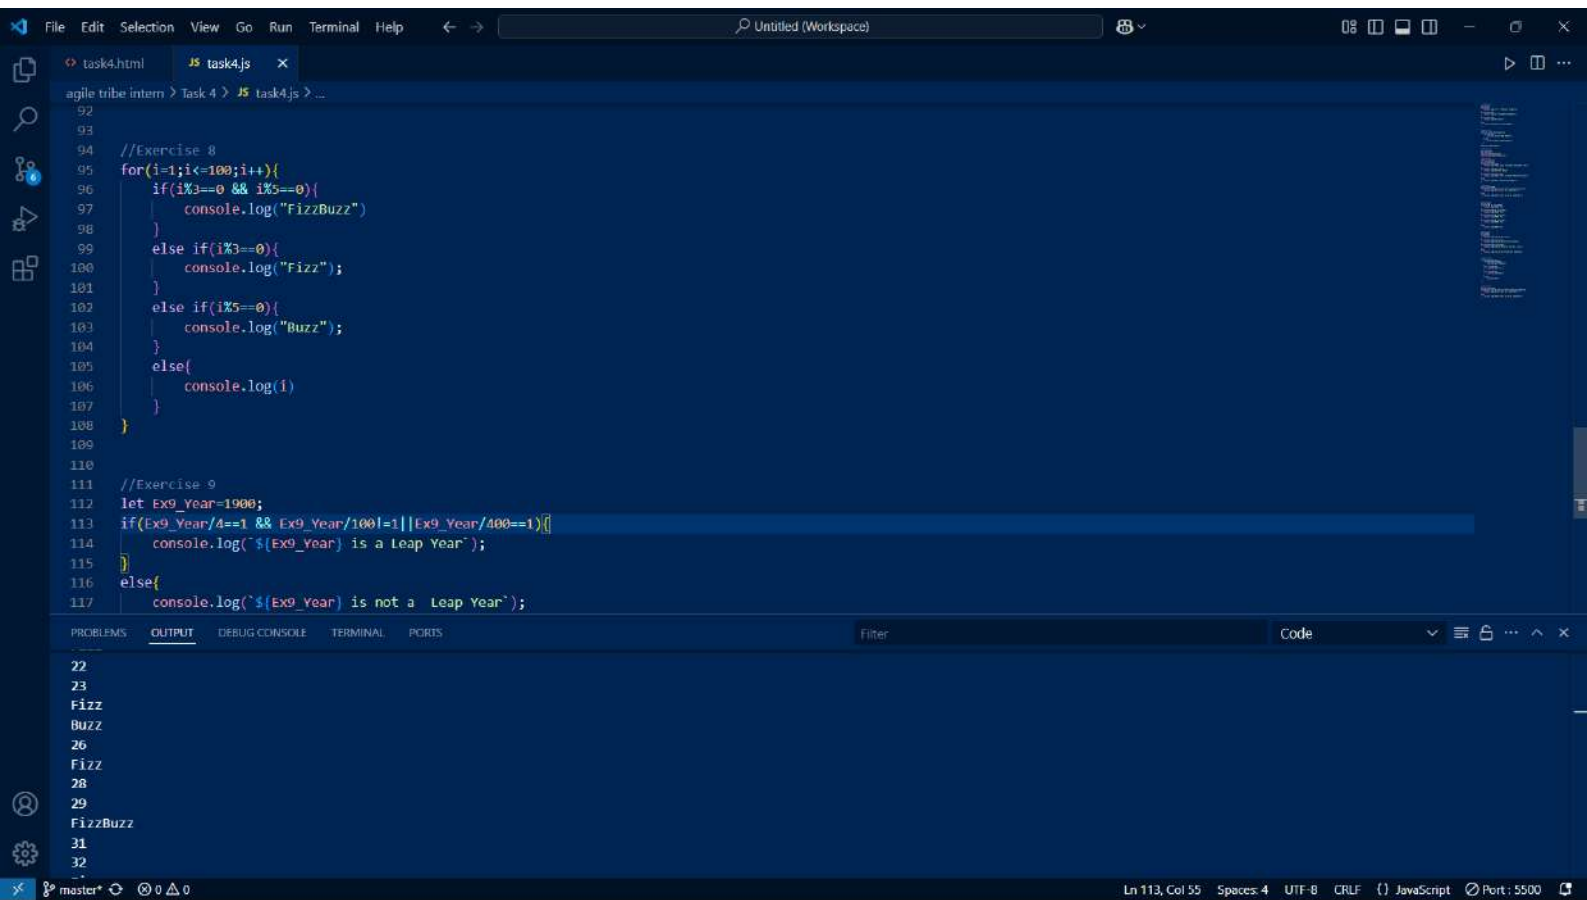 File Edit Selection View Go Run Terminal Help Untitled (Workspace)
task4.html JS task4.js
agile tribe intern > Task 4 > JS task4.js > ...
92
93
94 //Exercise 8
95 for(i=1;i<=100;i++){
96 if(i%3==0 && i%5==0){
97 console.log("FizzBuzz")
98 }
99 else if(i%3==0){
100 console.log("Fizz");
101 }
102 else if(i%5==0){
103 console.log("Buzz");
104 }
105 else{
106 console.log(i)
107 }
108 }
109
110
111 //Exercise 9
112 let Ex9_Year=1900;
113 if(Ex9_Year/4==1 && Ex9_Year/100!=1||Ex9_Year/400==1){
114 console.log(`${Ex9_Year} is a Leap Year`);
115 }
116 else{
117 console.log(`${Ex9_Year} is not a  Leap Year`);
PROBLEMS OUTPUT DEBUG CONSOLE TERMINAL PORTS Filter Code
22
23
Fizz
Buzz
26
Fizz
28
29
FizzBuzz
31
32
master* 0 0 Ln 113, Col 55 Spaces: 4 UTF-8 CRLF {} JavaScript Port : 5500